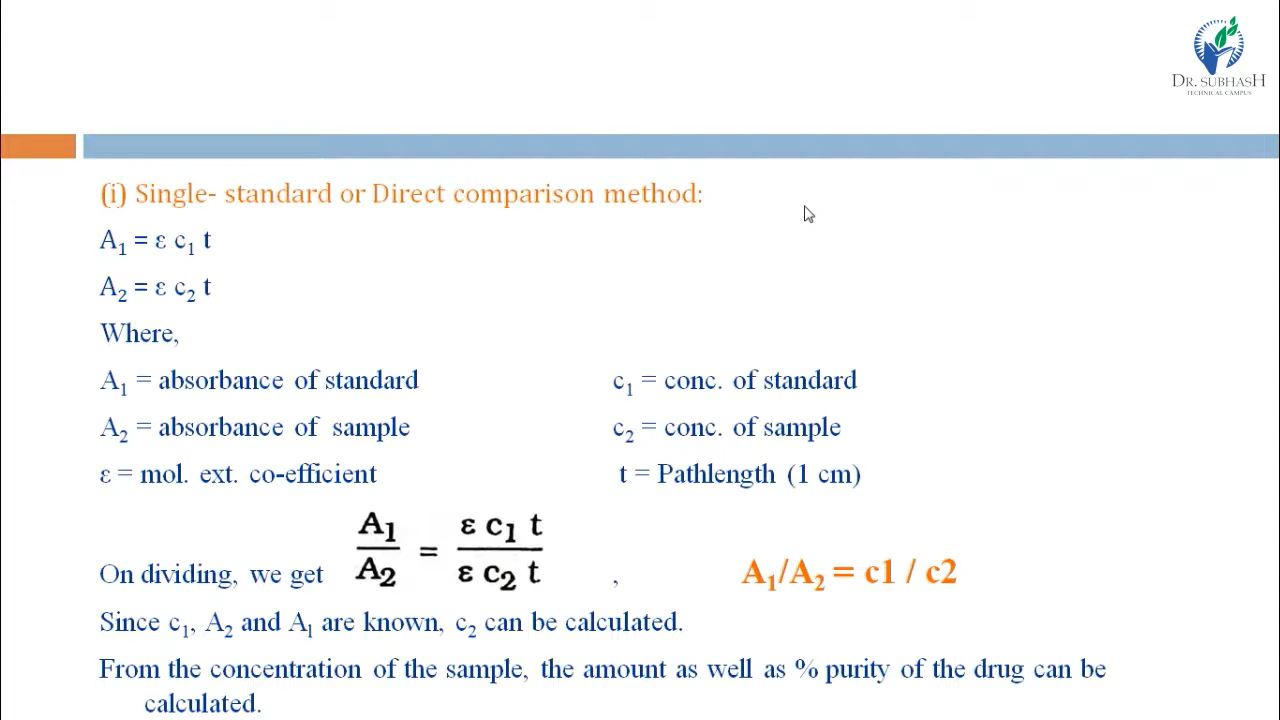 DR. SUBHASH
TECHNICAL CAMPUS
(i) Single- standard or Direct comparison method:
A₁ = ε c₁ t
A₂ = ε c₂ t
Where,
A₁ = absorbance of standard c₁ = conc. of standard
A₂ = absorbance of sample c₂ = conc. of sample
ε = mol. ext. co-efficient t = Pathlength (1 cm)
On dividing, we get A₁/A₂ = ε c₁ t/ε c₂ t , A₁/A₂ = c1 / c2
Since c₁, A₂ and Aₗ are known, c₂ can be calculated.
From the concentration of the sample, the amount as well as % purity of the drug can be
calculated.